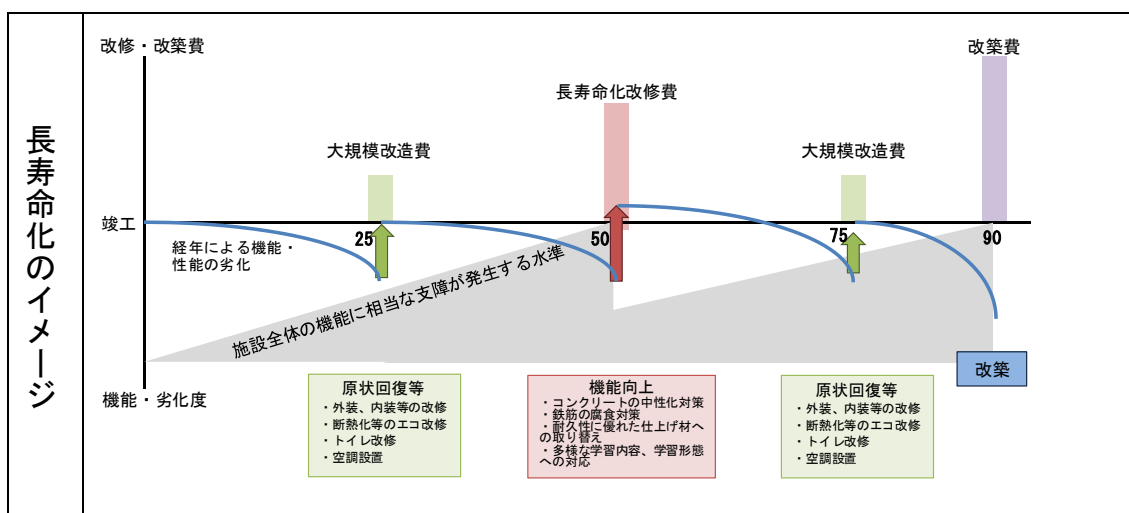 長寿命化のイメージ
改修・改築費
改築費
長寿命化改修費
大規模改造費
大規模改造費
竣工
25
50
75
90
経年による機能・
性能の劣化
施設全体の機能に相当な支障が発生する水準
機能・劣化度
改築
原状回復等
・外装、内装等の改修
・断熱化等のエコ改修
・トイレ改修
・空調設置
機能向上
・コンクリートの中性化対策
・鉄筋の腐食対策
・耐久性に優れた仕上げ材へ
の取り替え
・多様な学習内容、学習形態
への対応
原状回復等
・外装、内装等の改修
・断熱化等のエコ改修
・トイレ改修
・空調設置